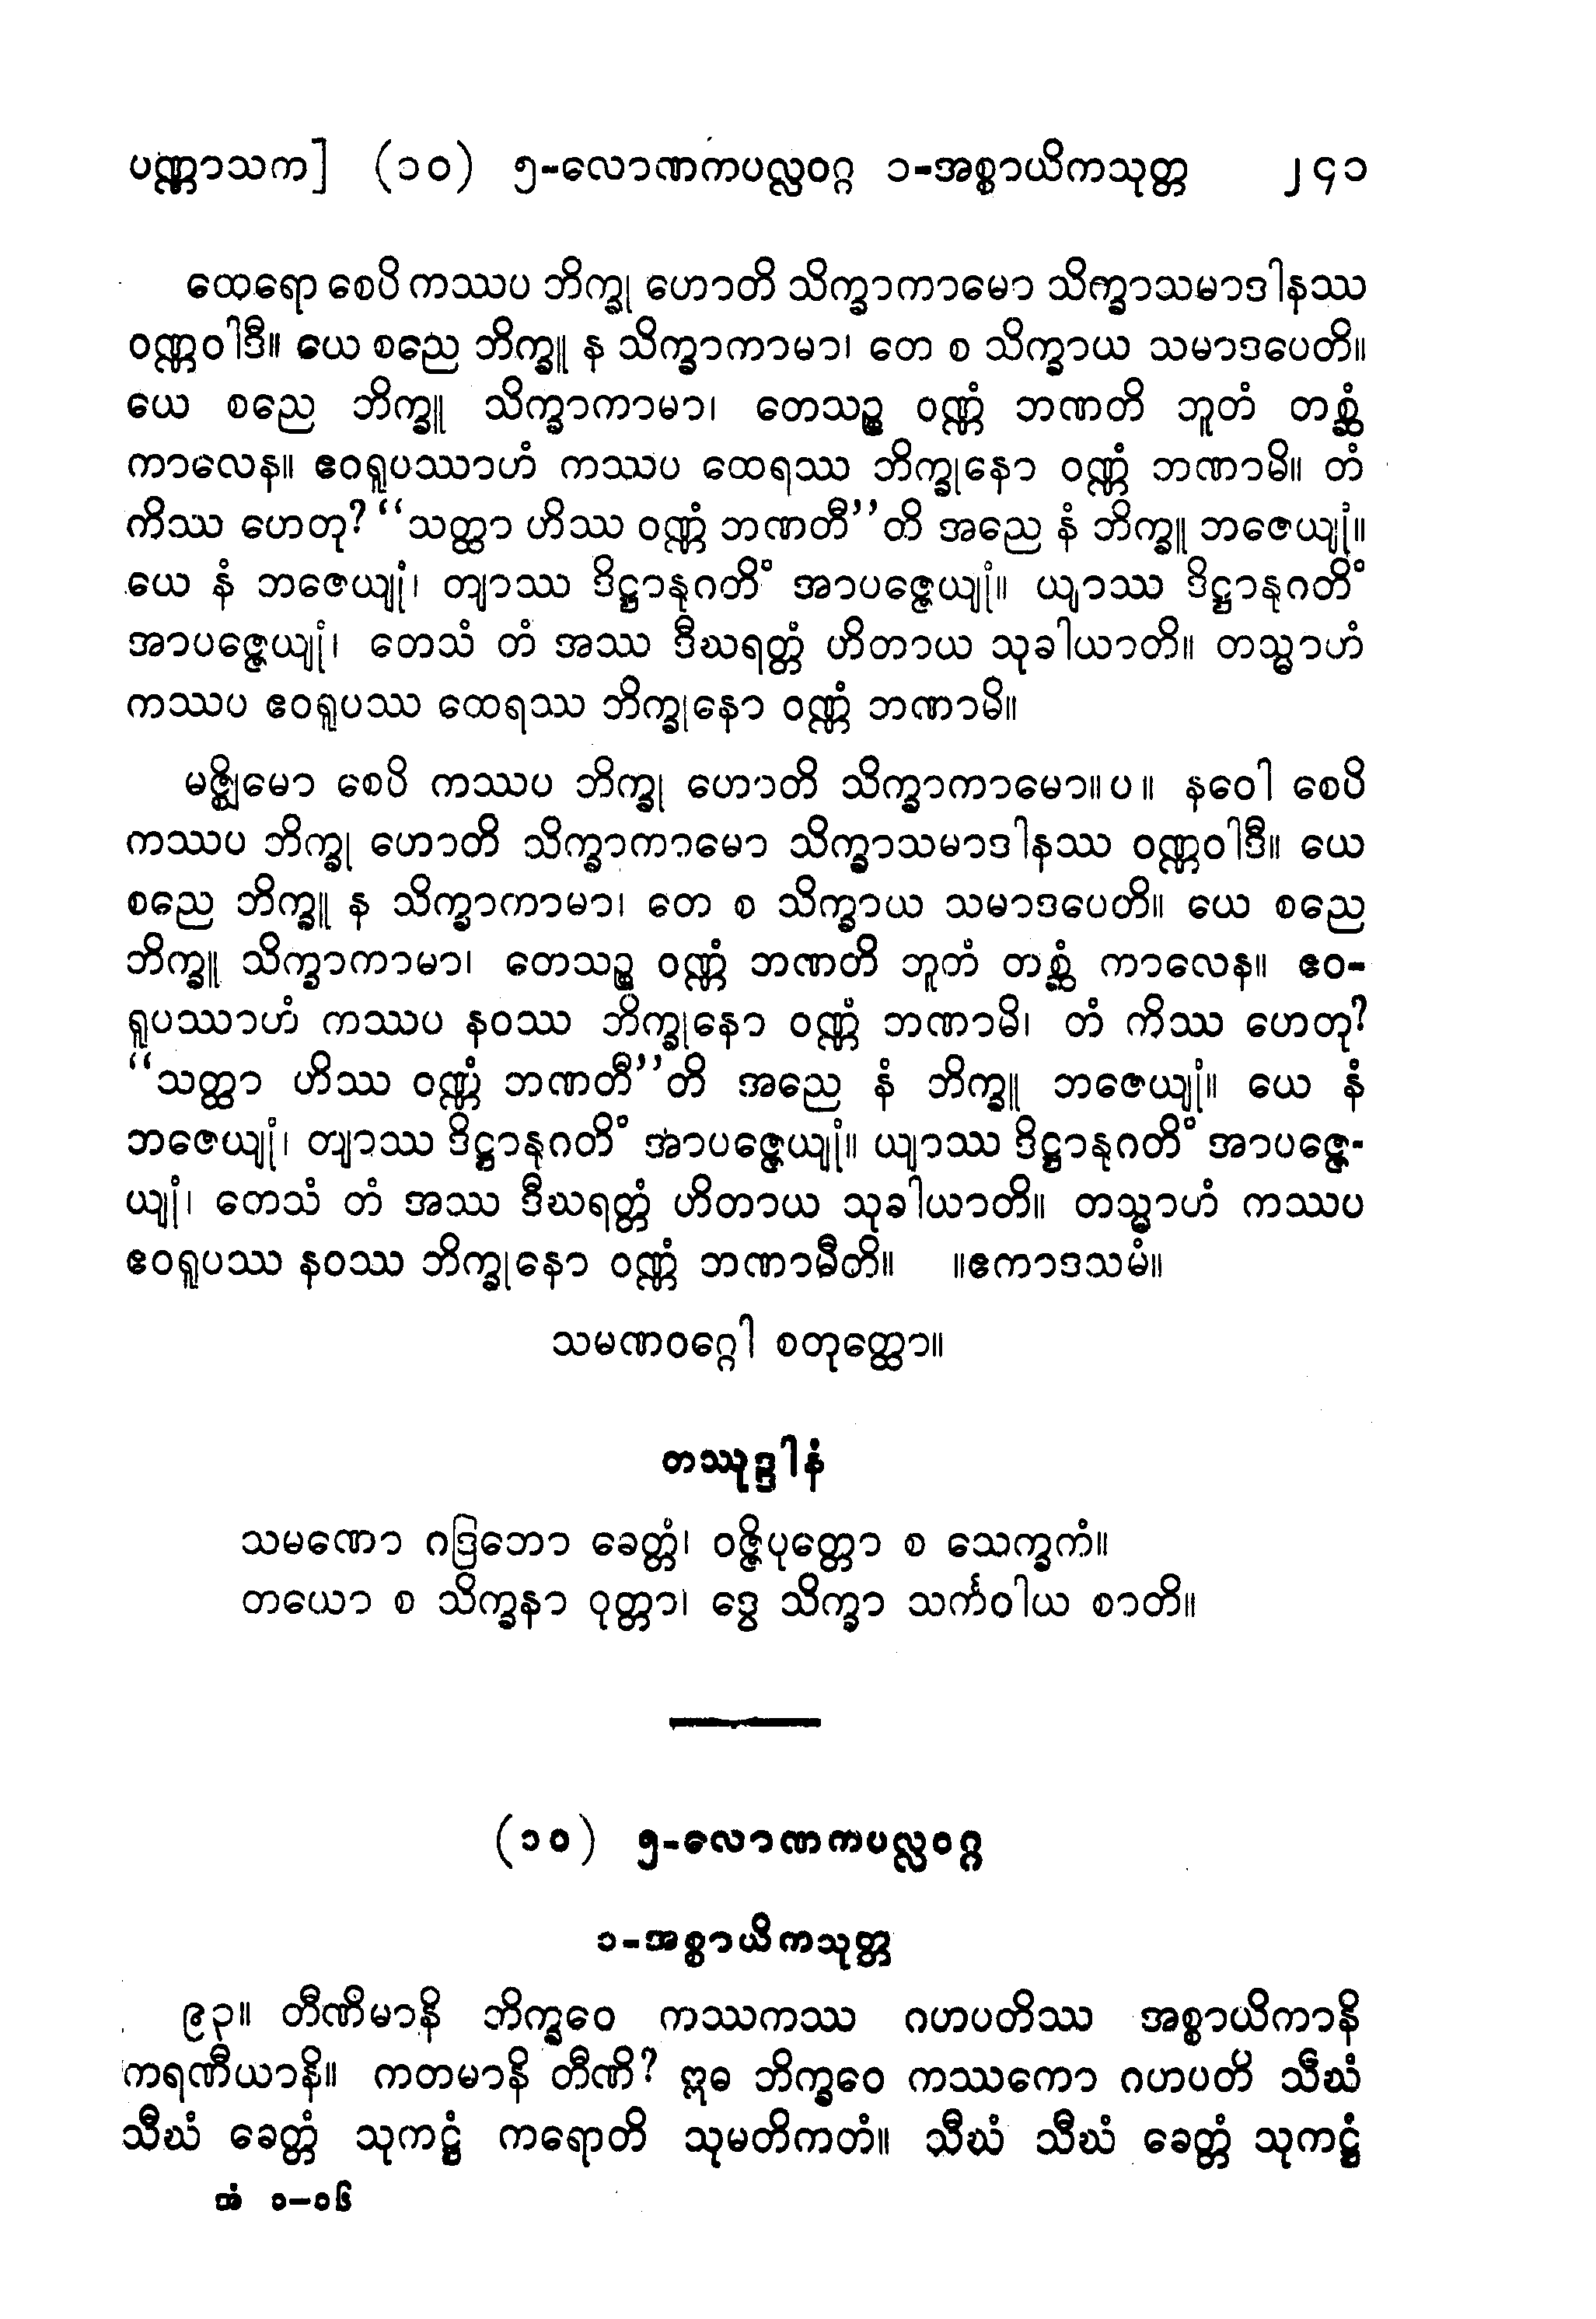 ပဏ္ဏာသက] (၁၀) ၅-လောဏကပလ္လဝဂ္ဂ ၁-အစ္စာယိကသုတ္တ ၂၄၁
ထေရော စေပိ ကဿပ ဘိက္ခု ဟောတိ သိက္ခာကာမော သိက္ခာသမာဒါနဿ
ဝဏ္ဏဝါဒီ။ ယေ စညေ ဘိက္ခူ န သိက္ခာကာမာ၊ တေ စ သိက္ခာယ သမာဒပေတိ။
ယေ စညေ ဘိက္ခူ သိက္ခာကာမာ၊ တေသဉ္စ ဝဏ္ဏံ ဘဏတိ ဘူတံ တစ္ဆံ
ကာလေန။ ဧဝရူပဿာဟံ ကဿပ ထေရဿ ဘိက္ခုနော ဝဏ္ဏံ ဘဏာမိ။ တံ
ကိဿ ဟေတု? “သတ္ထာ ဟိဿ ဝဏ္ဏံ ဘဏတီ”တိ အညေ နံ ဘိက္ခူ ဘဇေယျုံ။
ယေ နံ ဘဇေယျုံ၊ တျာဿ ဒိဋ္ဌာနုဂတိံ အာပဇ္ဇေယျုံ။ ယျာဿ ဒိဋ္ဌာနုဂတိံ
အာပဇ္ဇေယျုံ၊ တေသံ တံ အဿ ဒီဃရတ္တံ ဟိတာယ သုခါယာတိ။ တသ္မာဟံ
ကဿပ ဧဝရူပဿ ထေရဿ ဘိက္ခုနော ဝဏ္ဏံ ဘဏာမိ။
မဇ္ဈိမော စေပိ ကဿပ ဘိက္ခု ဟောတိ သိက္ခာကာမော။ ပ။ နဝေါ စေပိ
ကဿပ ဘိက္ခု ဟောတိ သိက္ခာကာမော သိက္ခာသမာဒါနဿ ဝဏ္ဏဝါဒီ။ ယေ
စညေ ဘိက္ခူ န သိက္ခာကာမာ၊ တေ စ သိက္ခာယ သမာဒပေတိ။ ယေ စညေ
ဘိက္ခူ သိက္ခာကာမာ၊ တေသဉ္စ ဝဏ္ဏံ ဘဏတိ ဘူတံ တစ္ဆံ ကာလေန။ ဧဝ-
ရူပဿာဟံ ကဿပ နဝဿ ဘိက္ခုနော ဝဏ္ဏံ ဘဏာမိ၊ တံ ကိဿ ဟေတု?
“သတ္ထာ ဟိဿ ဝဏ္ဏံ ဘဏတီ”တိ အညေ နံ ဘိက္ခူ ဘဇေယျုံ။ ယေ နံ
ဘဇေယျုံ၊ တျာဿ ဒိဋ္ဌာနုဂတိံ အာပဇ္ဇေယျုံ။ ယျာဿ ဒိဋ္ဌာနုဂတိံ အာပဇ္ဇေ-
ယျုံ၊ တေသံ တံ အဿ ဒီဃရတ္တံ ဟိတာယ သုခါယာတိ။ တသ္မာဟံ ကဿပ
ဧဝရူပဿ နဝဿ ဘိက္ခုနော ဝဏ္ဏံ ဘဏာမီတိ။ ။ဧကာဒသမံ။
သမဏဝဂ္ဂေါ စတုတ္ထော။
တဿုဒ္ဒါနံ
သမဏော ဂဒြဘော ခေတ္တံ၊ ဝဇ္ဇိပုတ္တော စ သေက္ခကံ။
တယော စ သိက္ခနာ ဝုတ္တာ၊ ဒွေ သိက္ခာ သင်္ကဝါယ စာတိ။
(၁၀) ၅-လောဏကပလ္လဝဂ္ဂ
၁-အစ္စာယိကသုတ္တ
၉၃။ တီဏိမာနိ ဘိက္ခဝေ ကဿကဿ ဂဟပတိဿ အစ္စာယိကာနိ
ကရဏီယာနိ။ ကတမာနိ တီဏိ? ဣဓ ဘိက္ခဝေ ကဿကော ဂဟပတိ သီဃံ
သီဃံ ခေတ္တံ သုကဋ္ဌံ ကရောတိ သုမတိကတံ။ သီဃံ သီဃံ ခေတ္တံ သုကဋ္ဌံ
အံ ၁–၁၆